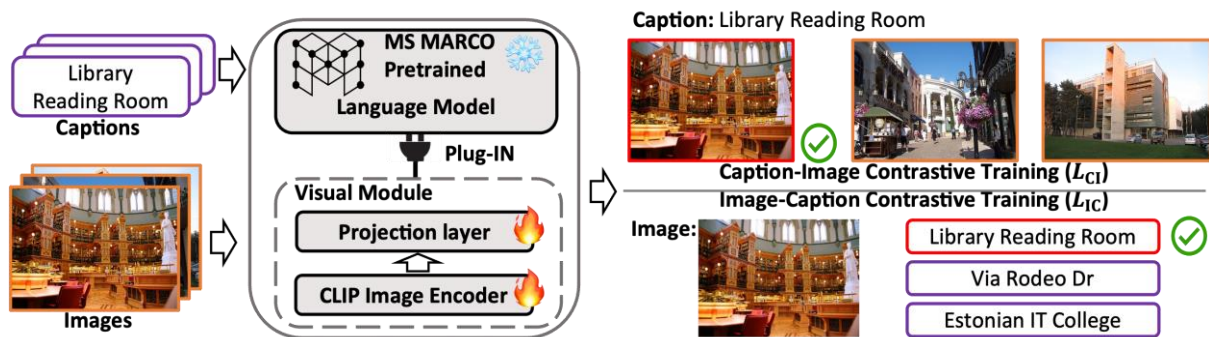 Library
Reading Room
Captions
Images
MS MARCO
Pretrained
Language Model
Plug-IN
Visual Module
Projection layer
CLIP Image Encoder
Caption: Library Reading Room
Caption-Image Contrastive Training (L_CI)
Image-Caption Contrastive Training (L_IC)
Image:
Library Reading Room
Via Rodeo Dr
Estonian IT College